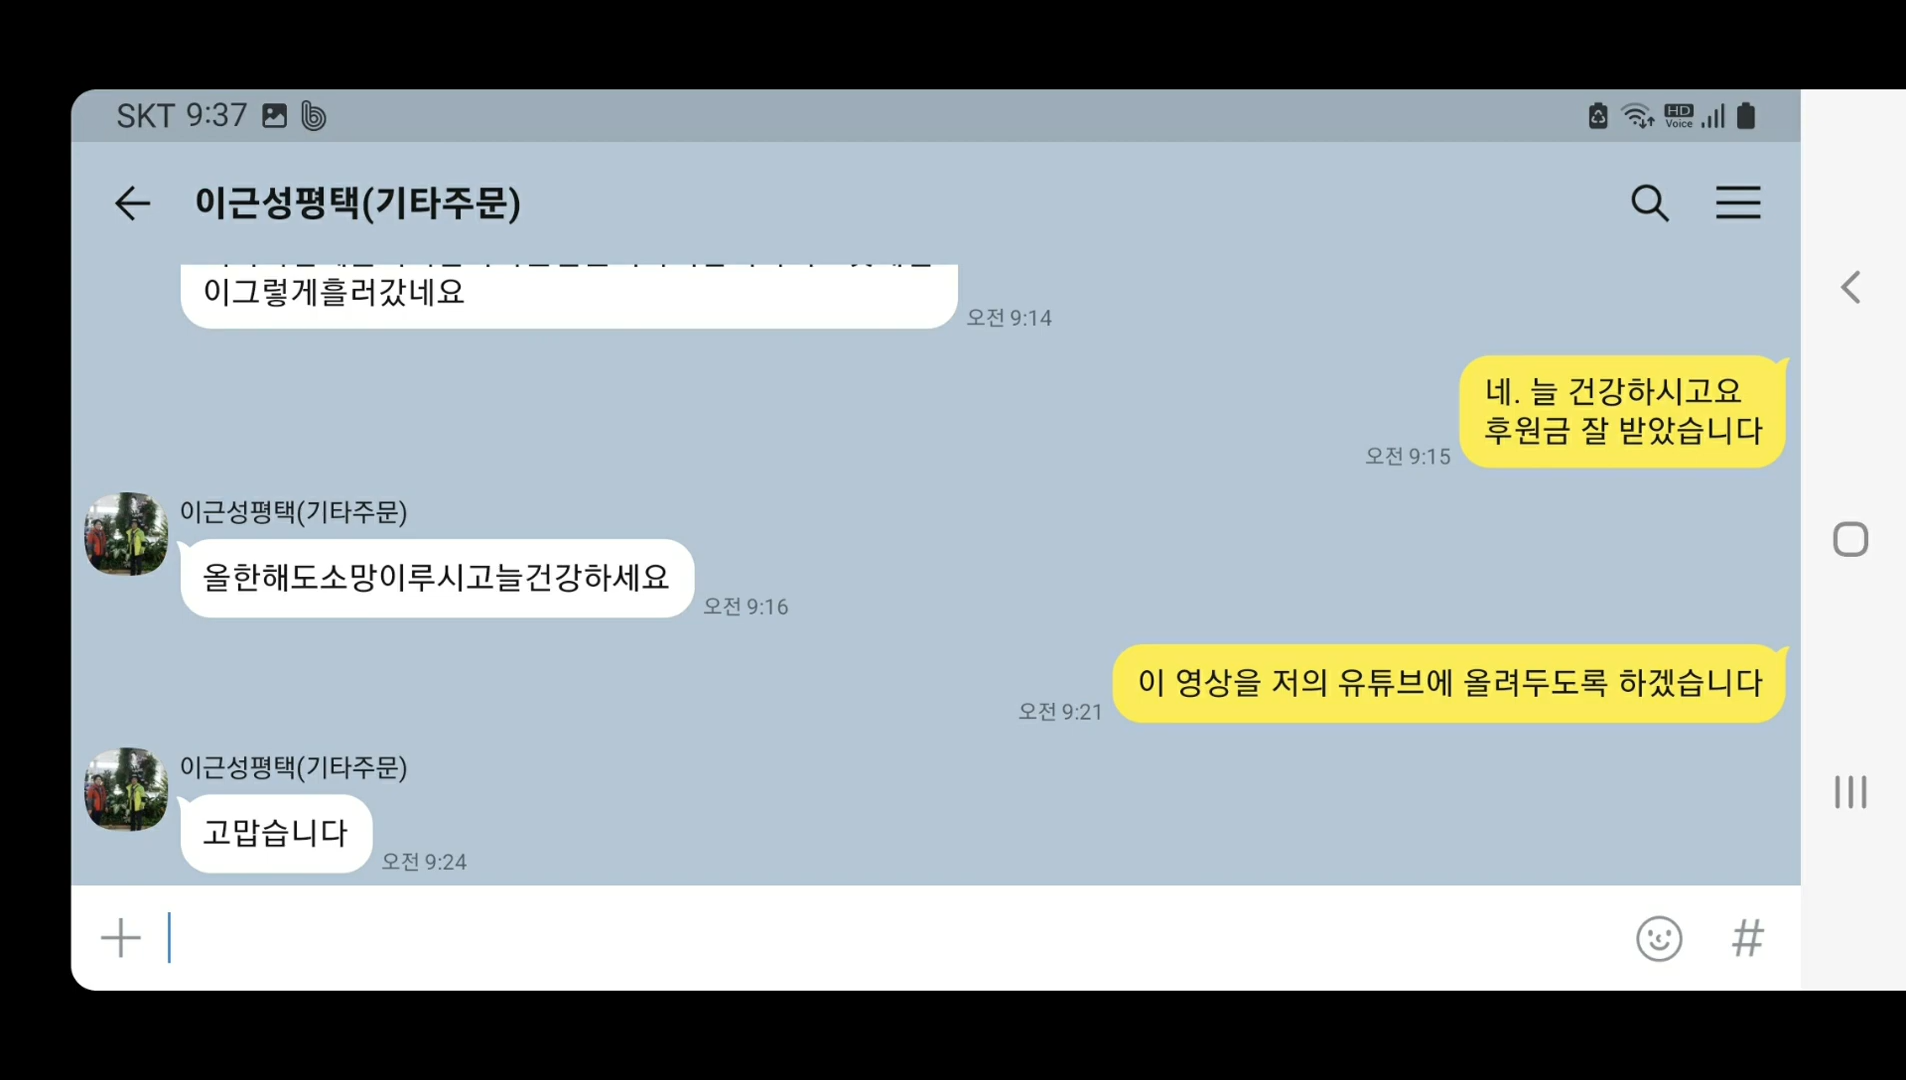 SKT 9:37
HD
Voice
이근성평택(기타주문)
이그렇게흘러갔네요
오전 9:14
네. 늘 건강하시고요
후원금 잘 받았습니다
오전 9:15
이근성평택(기타주문)
올한해도소망이루시고늘건강하세요
오전 9:16
이 영상을 저의 유튜브에 올려두도록 하겠습니다
오전 9:21
이근성평택(기타주문)
고맙습니다
오전 9:24
#